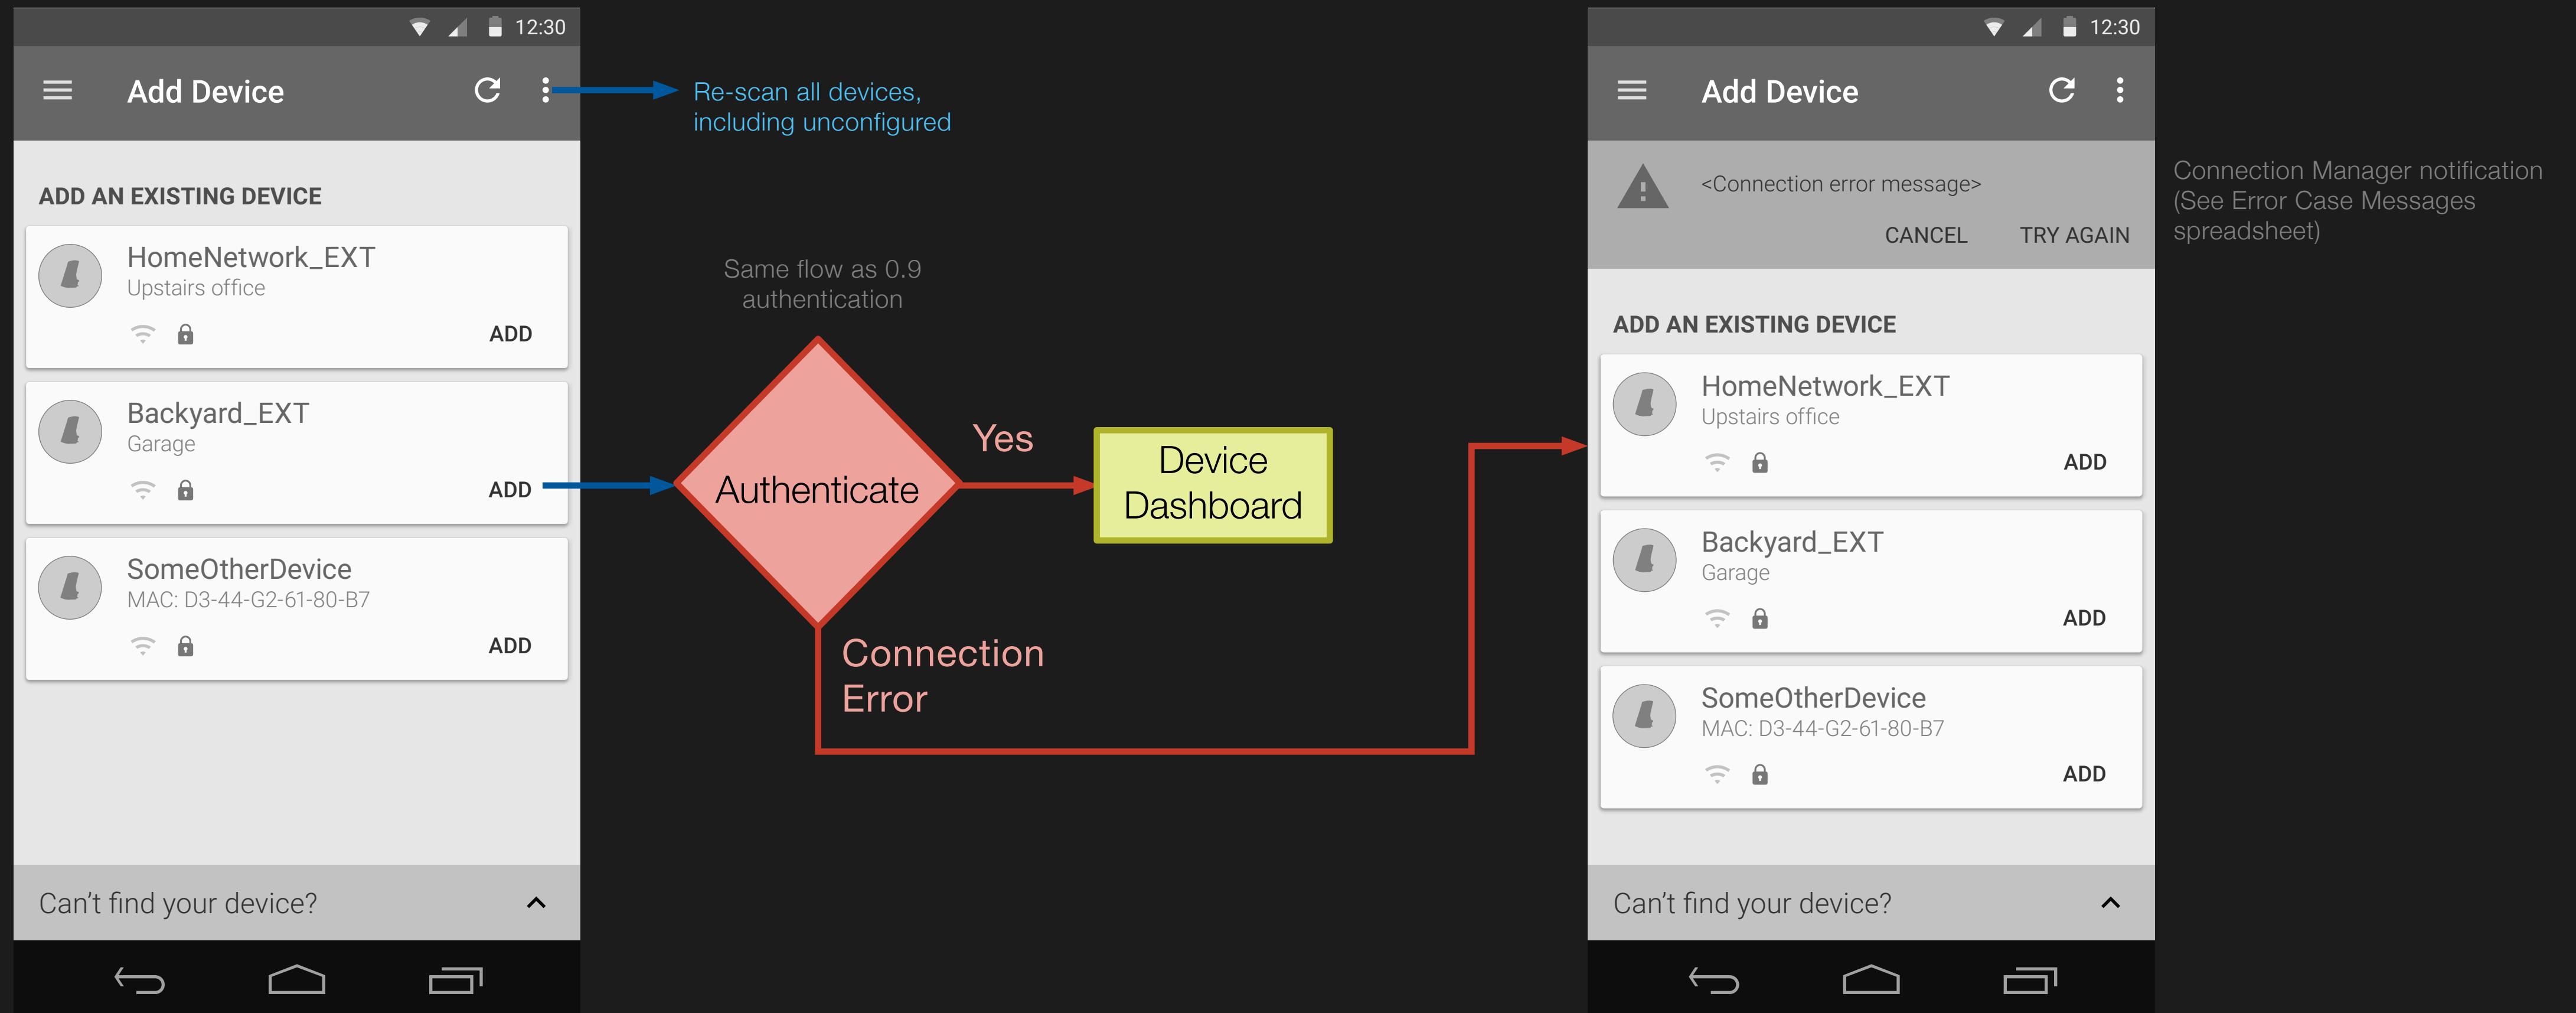 12:30
Add Device
ADD AN EXISTING DEVICE
HomeNetwork_EXT
Upstairs office
ADD
Backyard_EXT
Garage
ADD
SomeOtherDevice
MAC: D3-44-G2-61-80-B7
ADD
Can’t find your device?
Re-scan all devices,
including unconfigured
Same flow as 0.9
authentication
Authenticate
Yes
Device
Dashboard
Connection
Error
12:30
Add Device
<Connection error message>
CANCEL TRY AGAIN
ADD AN EXISTING DEVICE
HomeNetwork_EXT
Upstairs office
ADD
Backyard_EXT
Garage
ADD
SomeOtherDevice
MAC: D3-44-G2-61-80-B7
ADD
Can’t find your device?
Connection Manager notification
(See Error Case Messages
spreadsheet)